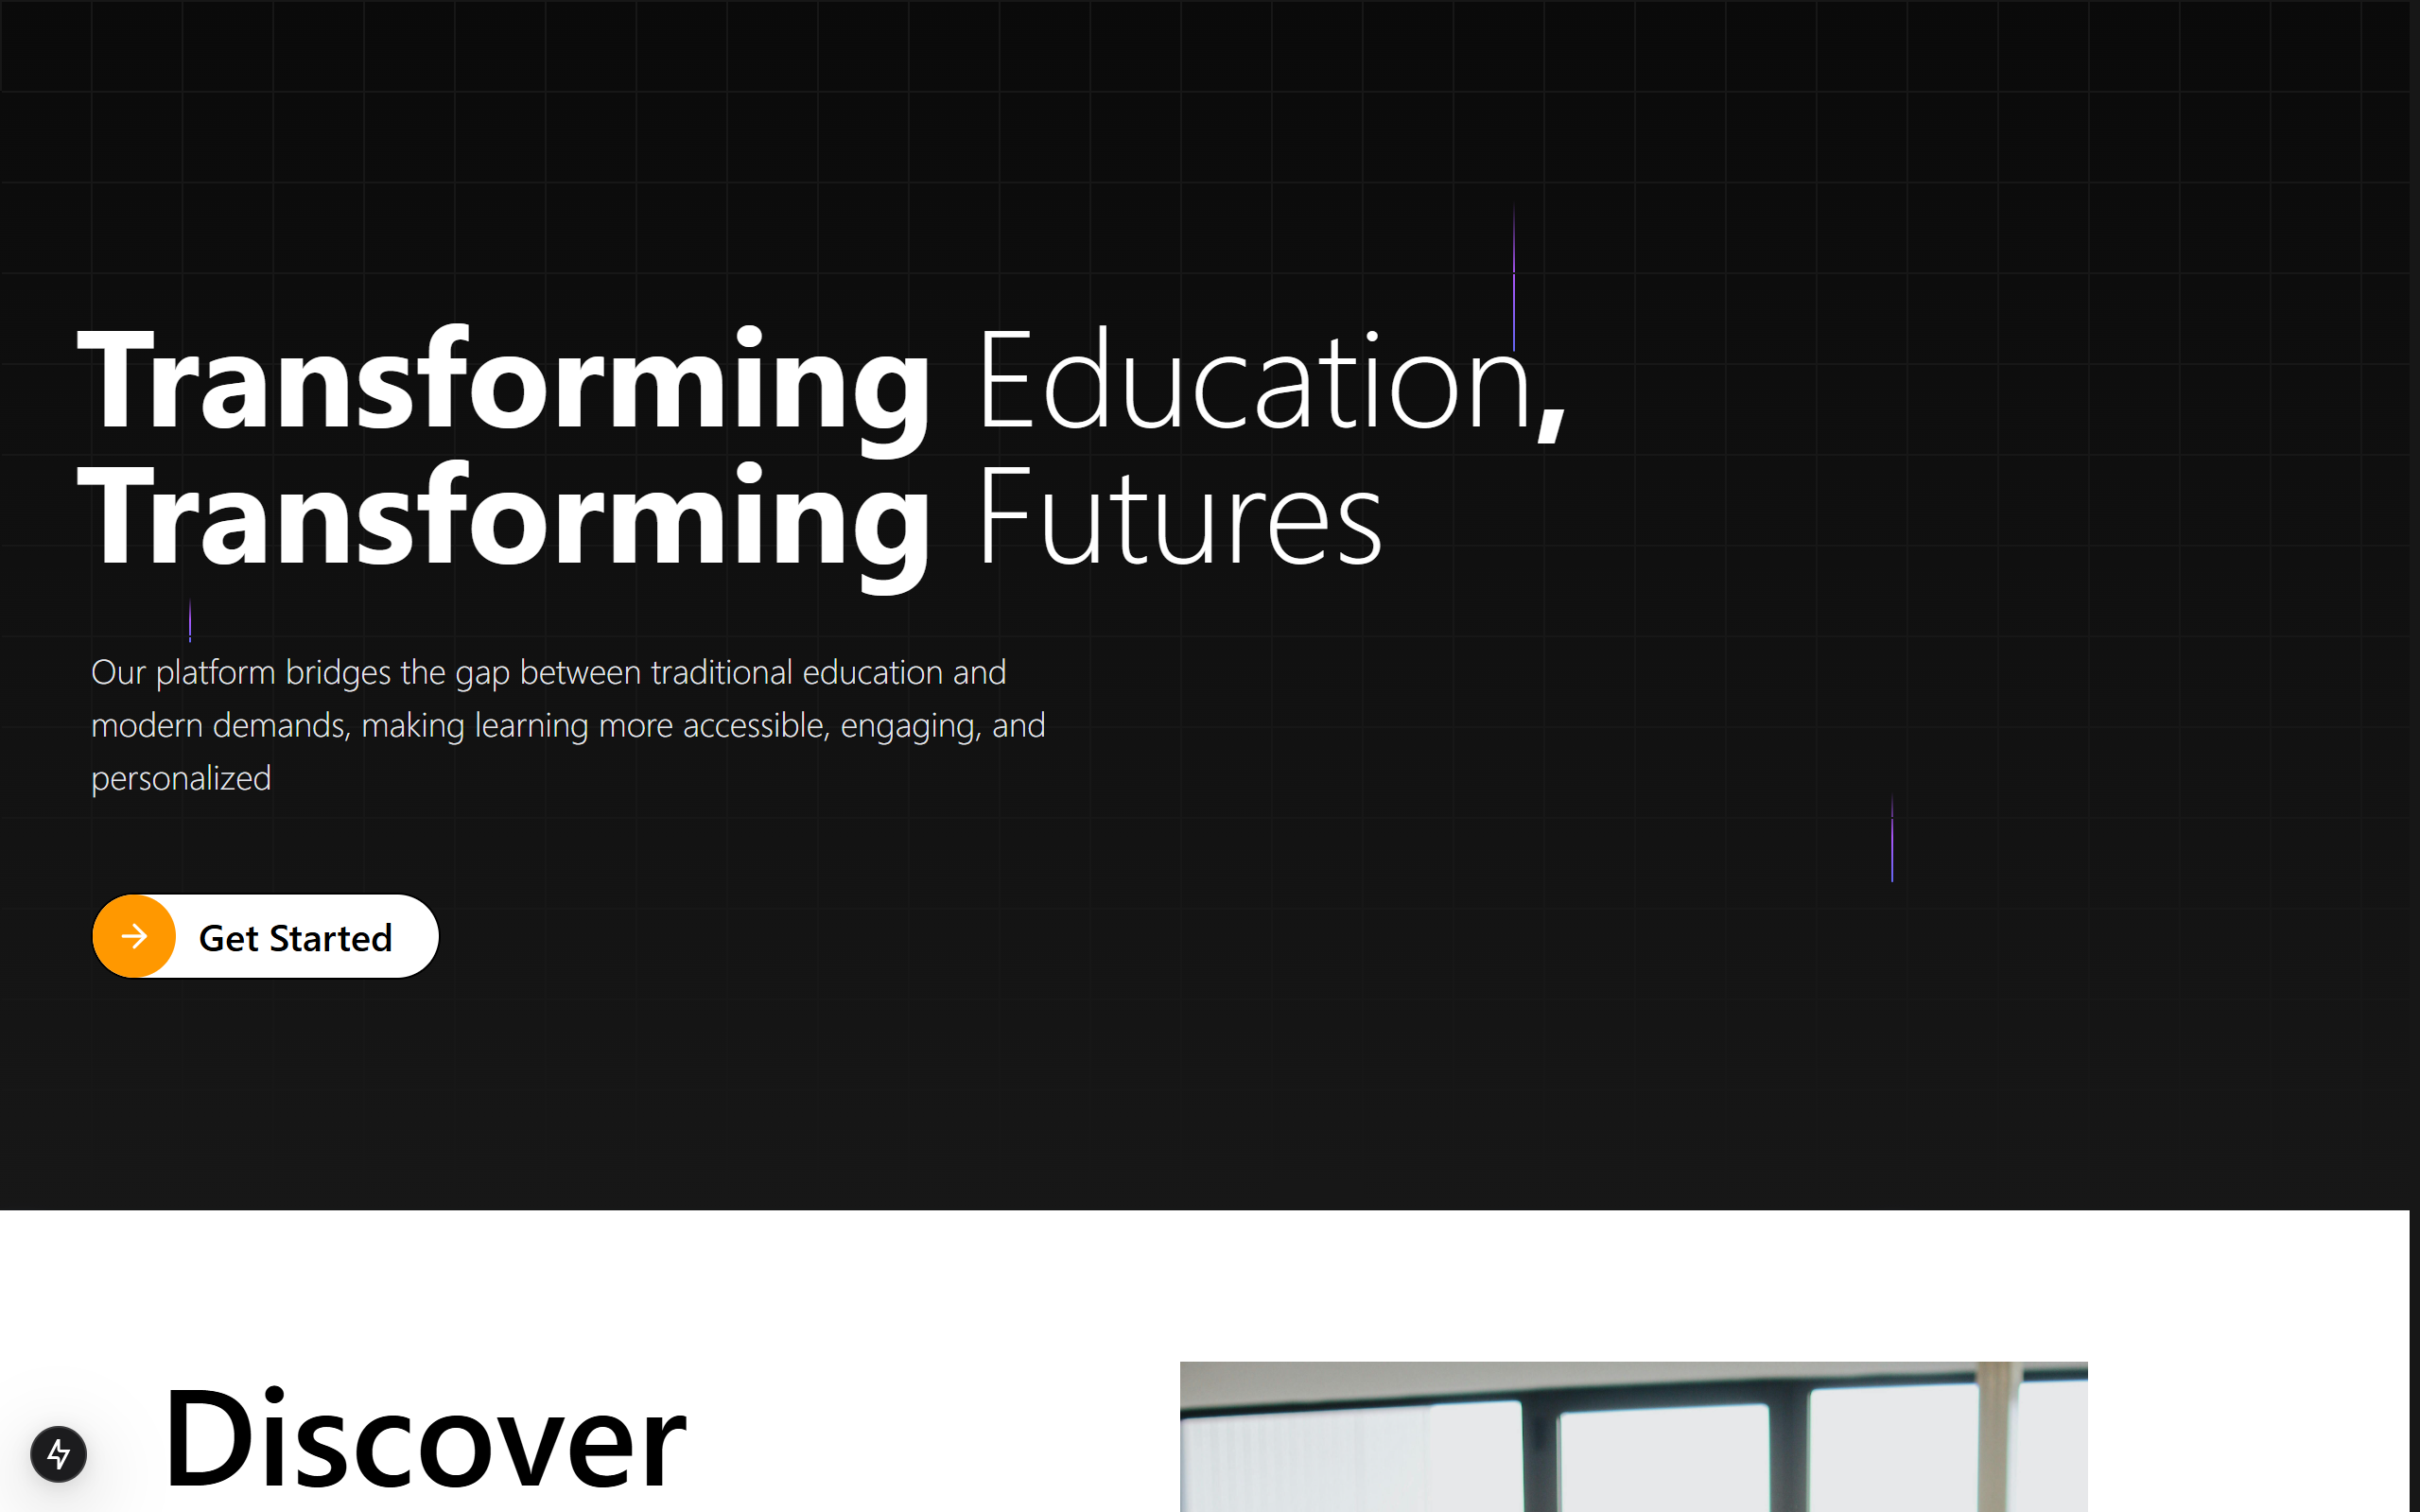 Transforming Education,
Transforming Futures
Our platform bridges the gap between traditional education and
modern demands, making learning more accessible, engaging, and
personalized
Get Started
Discover